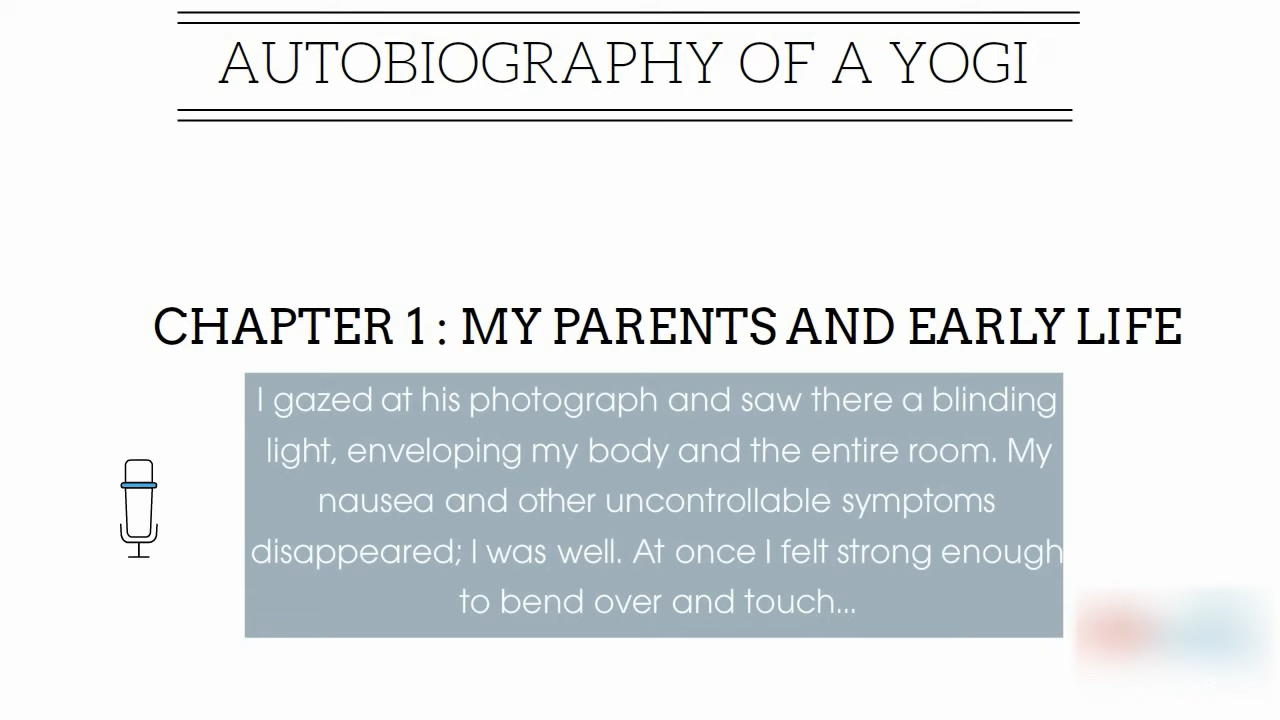 AUTOBIOGRAPHY OF A YOGI
CHAPTER 1 : MY PARENTS AND EARLY LIFE
I gazed at his photograph and saw there a blinding
light, enveloping my body and the entire room. My
nausea and other uncontrollable symptoms
disappeared; I was well. At once I felt strong enough
to bend over and touch...